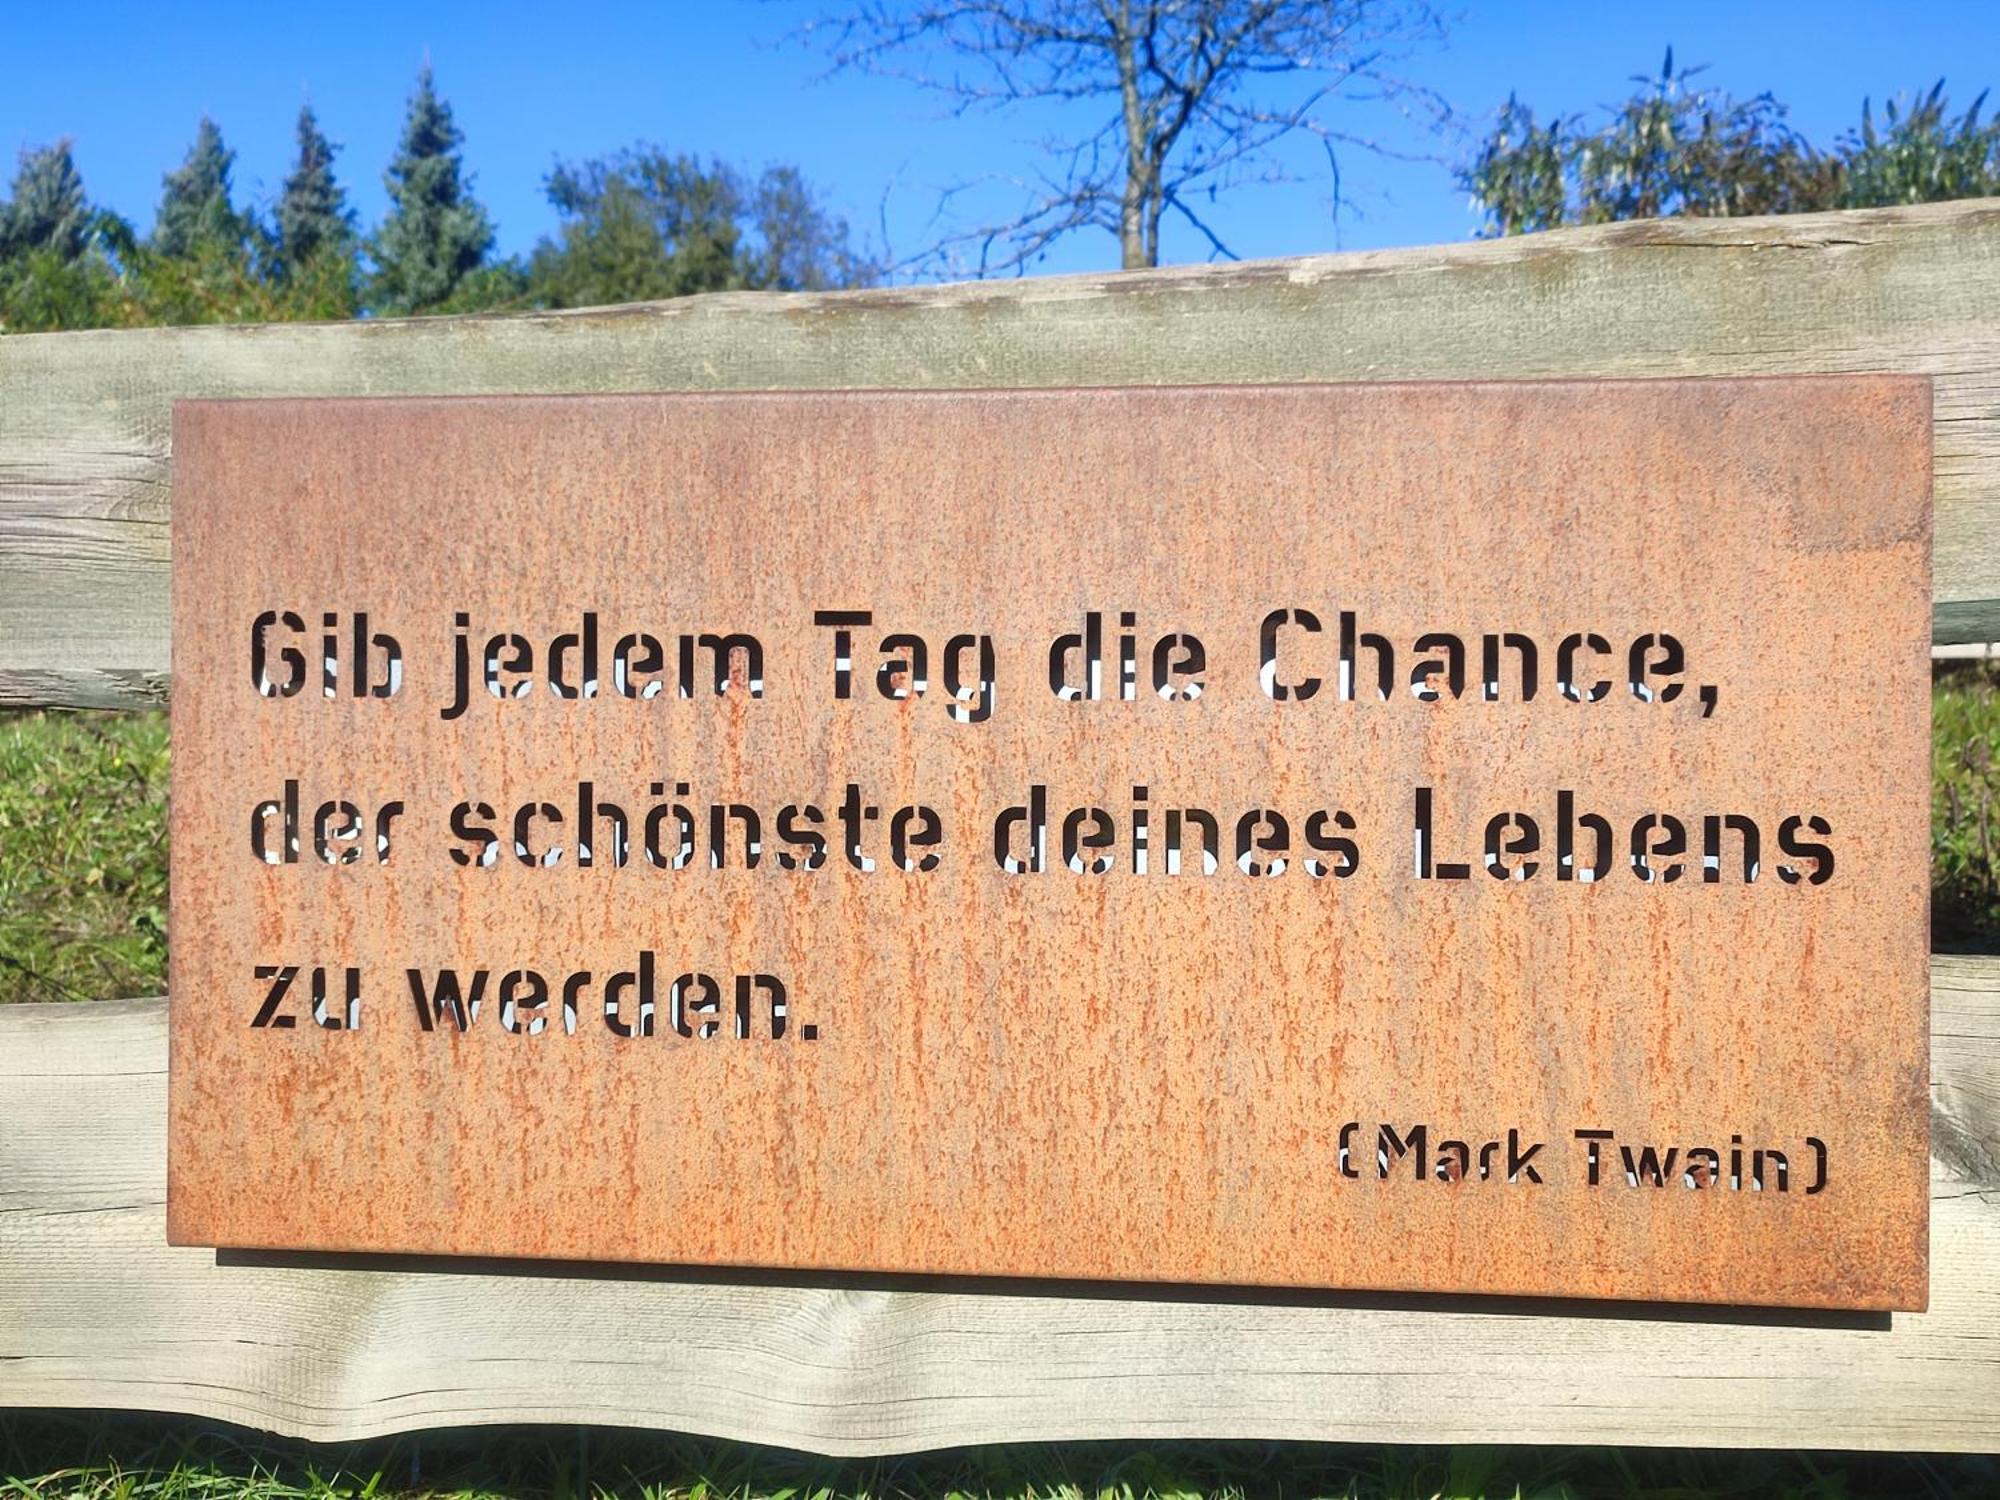 Gib jedem Tag die Chance,
der schönste deines Lebens
zu werden.
(Mark Twain)